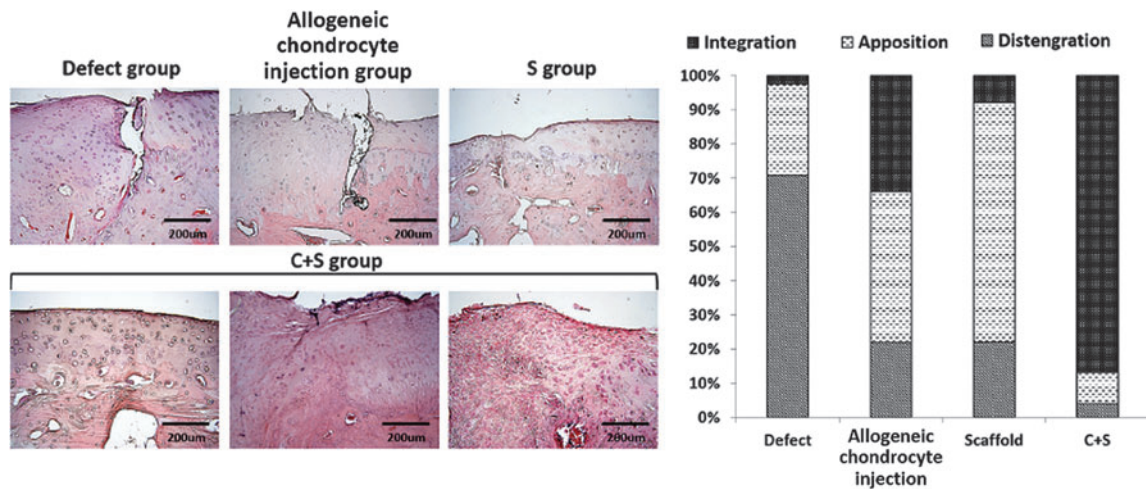 Defect group
Allogeneic
chondrocyte
injection group
S group
200um
200um
200um
C+S group
200um
200um
200um
Integration
Apposition
Distengration
100%
90%
80%
70%
60%
50%
40%
30%
20%
10%
0%
Defect
Allogeneic
chondrocyte
injection
Scaffold
C+S